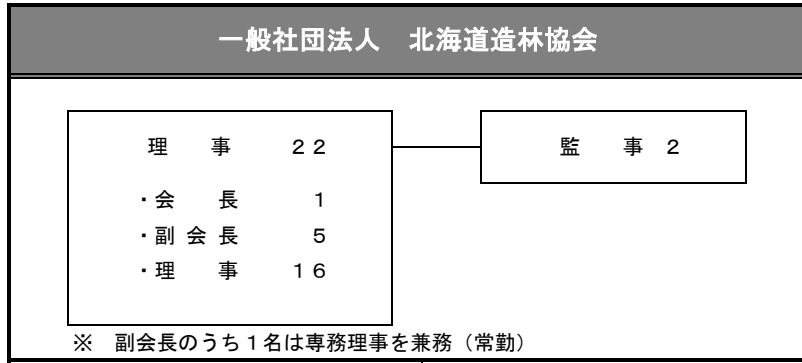 一般社団法人　北海道造林協会
理　事　２２
監　事　２
・会　長　１
・副 会 長　５
・理　事　１６
※　副会長のうち１名は専務理事を兼務（常勤）